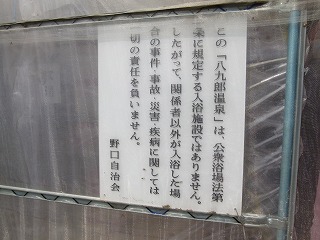 この「八九郎温泉」は、公衆浴場法第
条に規定する入浴施設ではありません。
したがって、関係者以外が入浴した場
合の事件・事故・災害・疾病に関しては
切の責任を負いません。
野口自治会